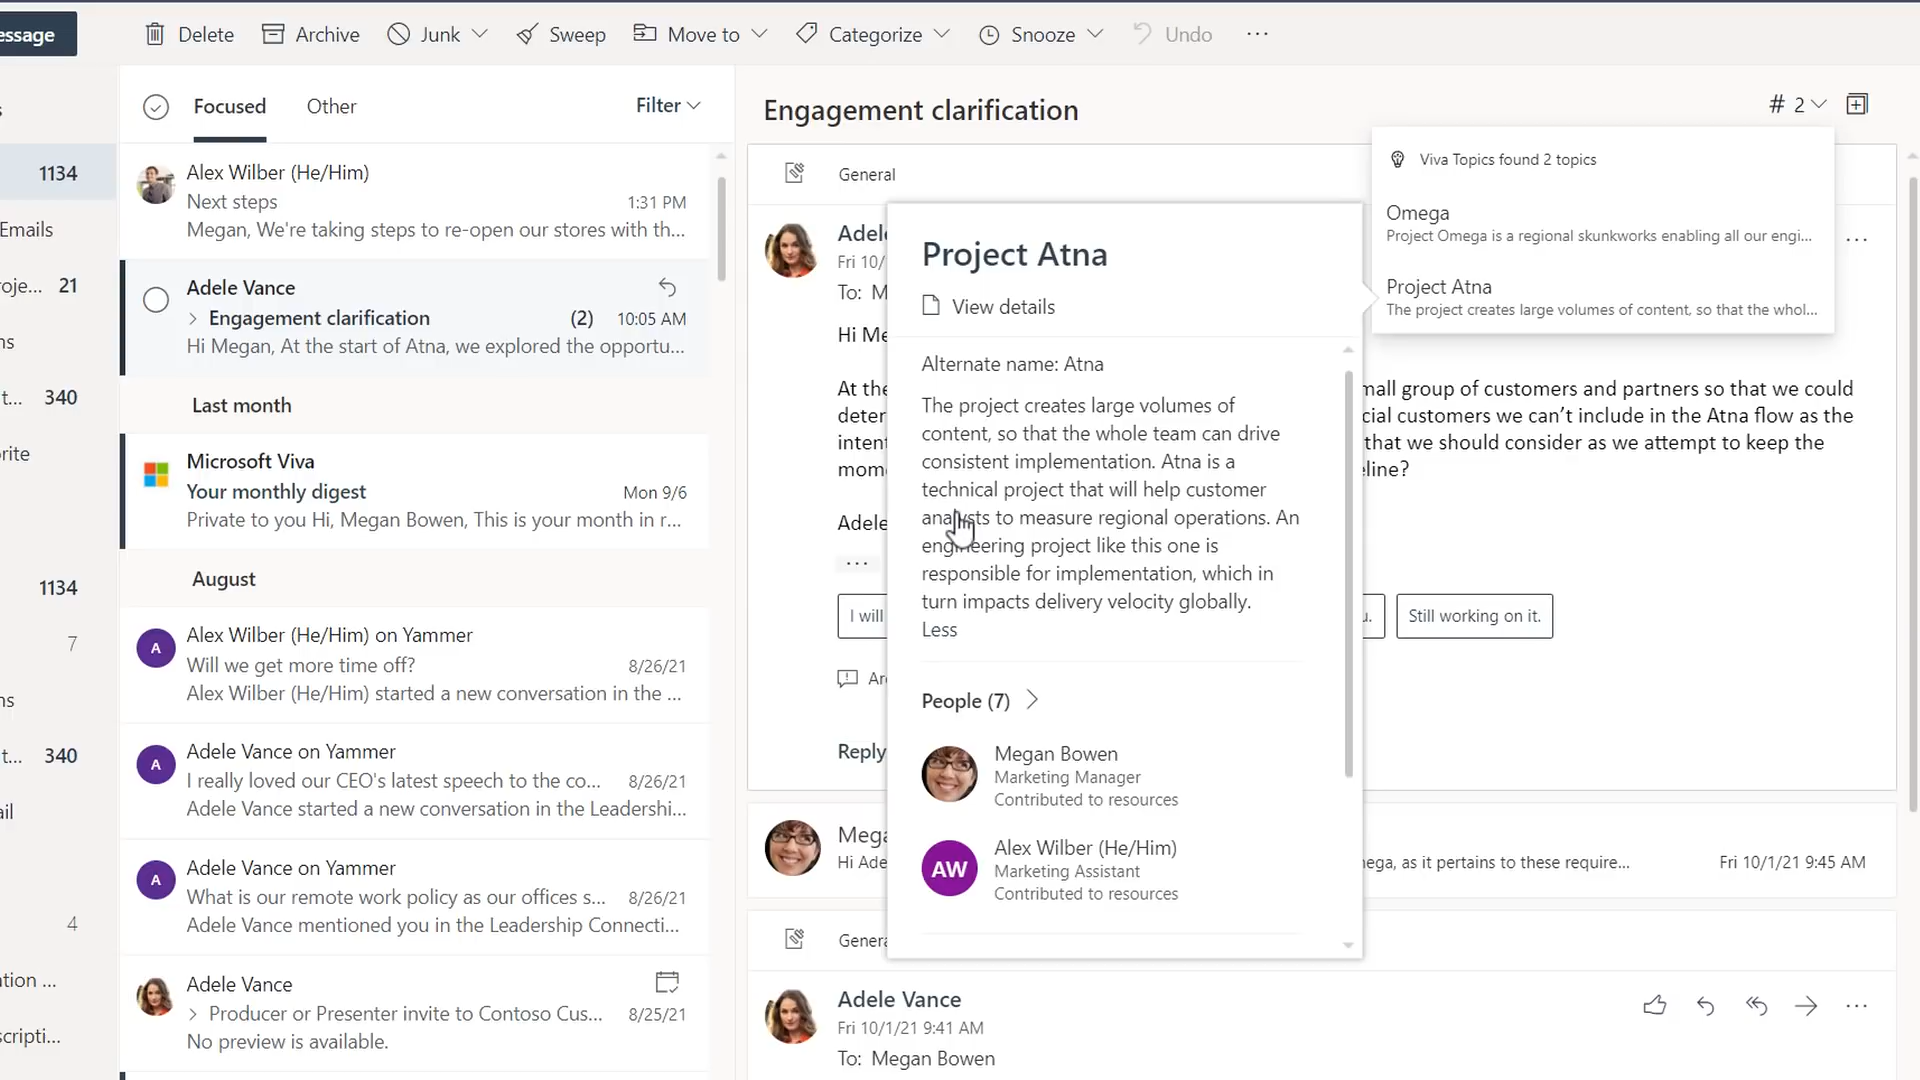 essage
Delete
Archive
Junk
Sweep
Move to
Categorize
Snooze
Undo
1134
Emails
oje... 21
ns
t... 340
rite
1134
7
ns
t... 340
ail
4
tion ...
scripti...
Focused
Other
Filter
Alex Wilber (He/Him)
Next steps 1:31 PM
Megan, We're taking steps to re-open our stores with th...
Adele Vance
Engagement clarification (2) 10:05 AM
Hi Megan, At the start of Atna, we explored the opportu...
Last month
Microsoft Viva
Your monthly digest Mon 9/6
Private to you Hi, Megan Bowen, This is your month in r...
August
A
Alex Wilber (He/Him) on Yammer
Will we get more time off? 8/26/21
Alex Wilber (He/Him) started a new conversation in the ...
A
Adele Vance on Yammer
I really loved our CEO's latest speech to the co... 8/26/21
Adele Vance started a new conversation in the Leadershi...
A
Adele Vance on Yammer
What is our remote work policy as our offices s... 8/26/21
Adele Vance mentioned you in the Leadership Connecti...
Adele Vance
Producer or Presenter invite to Contoso Cus... 8/25/21
No preview is available.
Engagement clarification
# 2
General
Adele
Fri 10/
To: M
Hi Me
At the
deter
inten
mom
Adele
...
I will
Reply
mall group of customers and partners so that we could
cial customers we can't include in the Atna flow as the
that we should consider as we attempt to keep the
eline?
u.
Still working on it.
Project Atna
View details
Alternate name: Atna
The project creates large volumes of
content, so that the whole team can drive
consistent implementation. Atna is a
technical project that will help customer
analysts to measure regional operations. An
engineering project like this one is
responsible for implementation, which in
turn impacts delivery velocity globally.
Less
People (7)
Megan Bowen
Marketing Manager
Contributed to resources
AW
Alex Wilber (He/Him)
Marketing Assistant
Contributed to resources
Viva Topics found 2 topics
Omega
Project Omega is a regional skunkworks enabling all our engi...
Project Atna
The project creates large volumes of content, so that the whol...
Mega
Hi Ade
ega, as it pertains to these require... Fri 10/1/21 9:45 AM
Genera
Adele Vance
Fri 10/1/21 9:41 AM
To: Megan Bowen